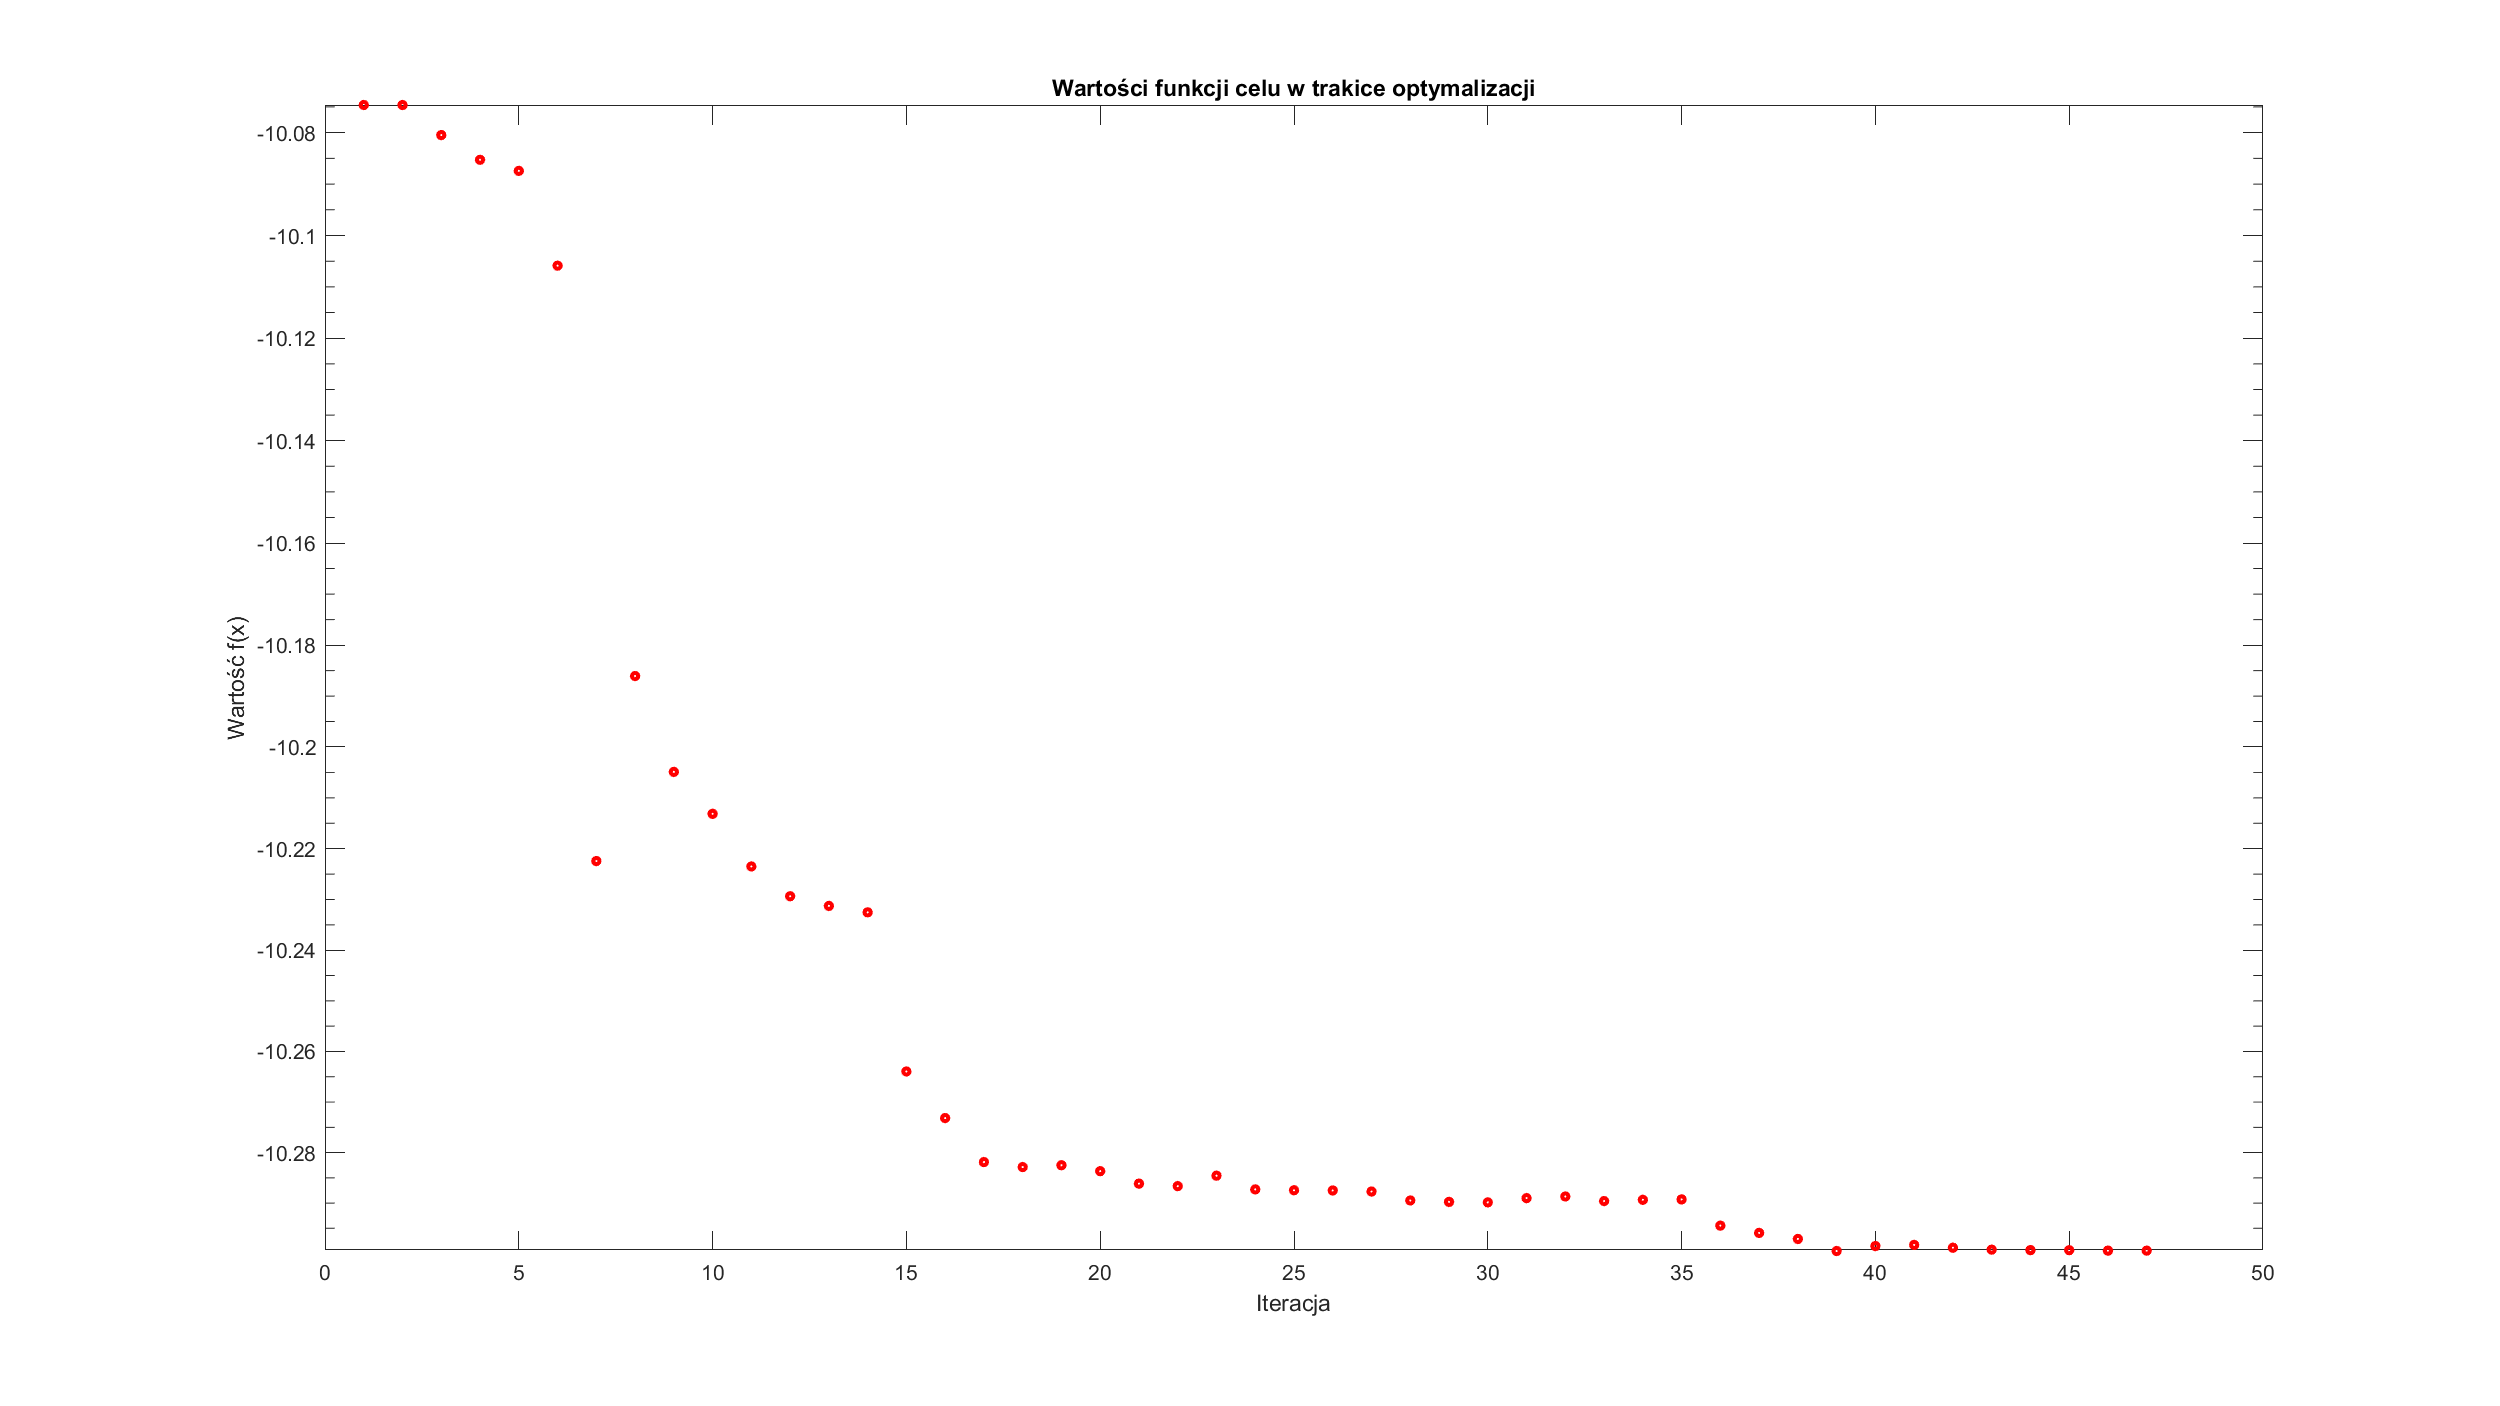 Wartości funkcji celu w trakice optymalizacji
-10.08
-10.1
-10.12
-10.14
-10.16
-10.18
-10.2
-10.22
-10.24
-10.26
-10.28
Wartość f(x)
0 5 10 15 20 25 30 35 40 45 50
Iteracja